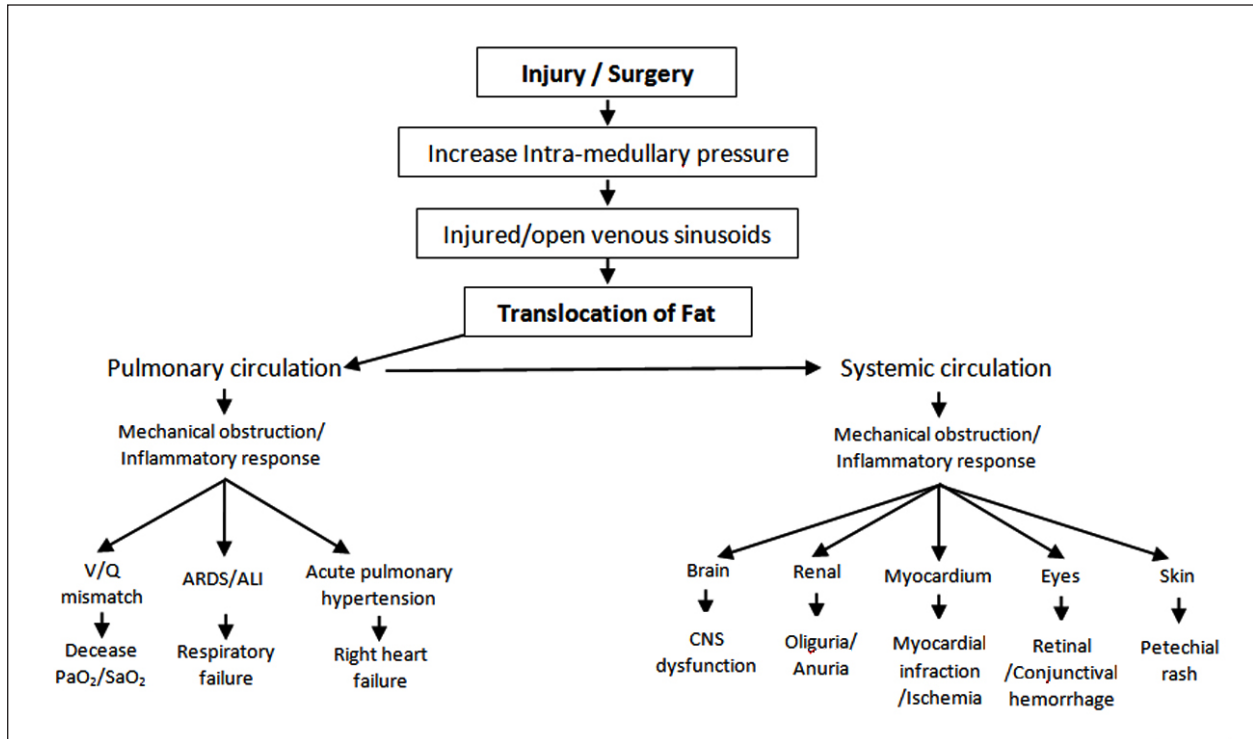 Injury / Surgery
Increase Intra-medullary pressure
Injured/open venous sinusoids
Translocation of Fat
Pulmonary circulation
Systemic circulation
Mechanical obstruction/
Inflammatory response
Mechanical obstruction/
Inflammatory response
V/Q
mismatch
ARDS/ALI
Acute pulmonary
hypertension
Brain
Renal
Myocardium
Eyes
Skin
Decease
PaO₂/SaO₂
Respiratory
failure
Right heart
failure
CNS
dysfunction
Oliguria/
Anuria
Myocardial
infraction
/Ischemia
Retinal
/Conjunctival
hemorrhage
Petechial
rash